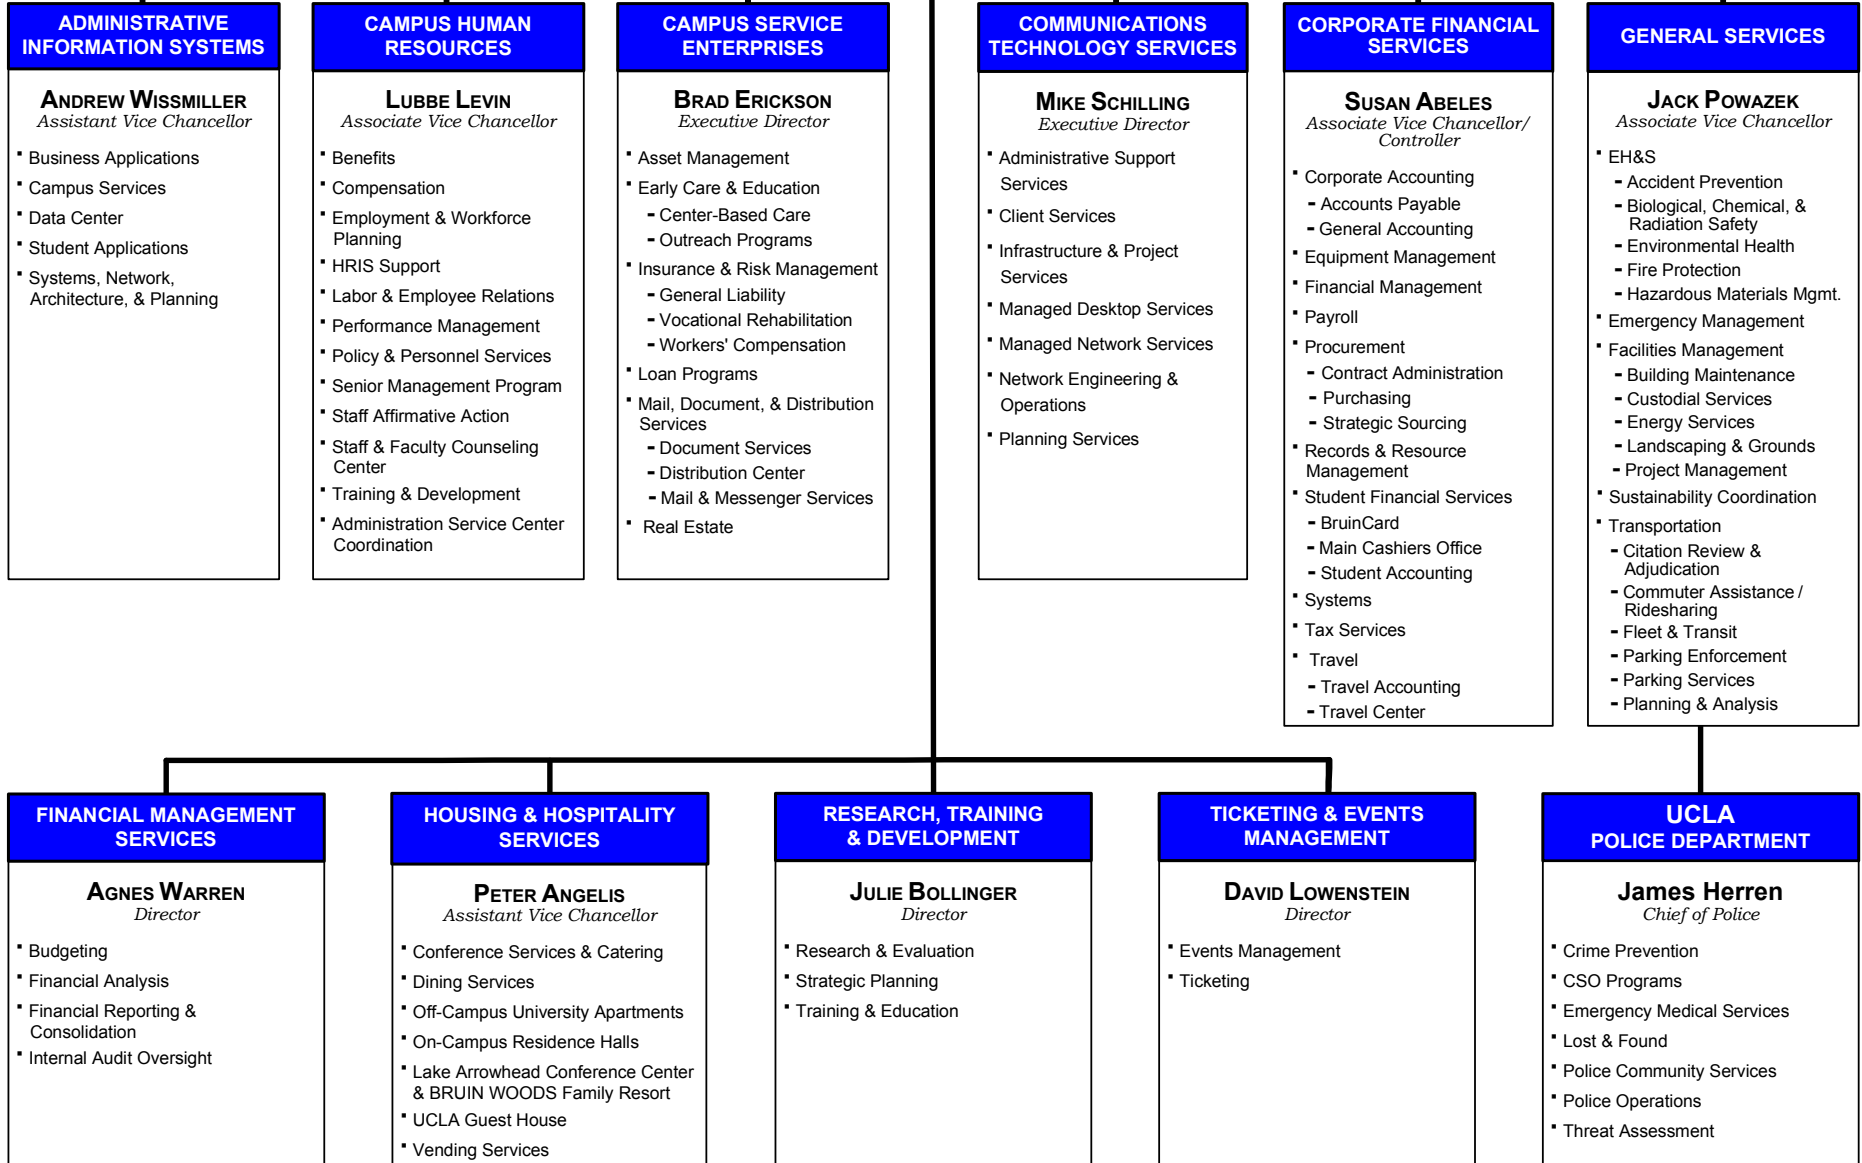 ADMINISTRATIVE
INFORMATION SYSTEMS
ANDREW WISSMILLER
Assistant Vice Chancellor
▪ Business Applications
▪ Campus Services
▪ Data Center
▪ Student Applications
▪ Systems, Network,
Architecture, & Planning
CAMPUS HUMAN
RESOURCES
LUBBE LEVIN
Associate Vice Chancellor
▪ Benefits
▪ Compensation
▪ Employment & Workforce
Planning
▪ HRIS Support
▪ Labor & Employee Relations
▪ Performance Management
▪ Policy & Personnel Services
▪ Senior Management Program
▪ Staff Affirmative Action
▪ Staff & Faculty Counseling
Center
▪ Training & Development
▪ Administration Service Center
Coordination
CAMPUS SERVICE
ENTERPRISES
BRAD ERICKSON
Executive Director
▪ Asset Management
▪ Early Care & Education
- Center-Based Care
- Outreach Programs
▪ Insurance & Risk Management
- General Liability
- Vocational Rehabilitation
- Workers' Compensation
▪ Loan Programs
▪ Mail, Document, & Distribution
Services
- Document Services
- Distribution Center
- Mail & Messenger Services
▪ Real Estate
COMMUNICATIONS
TECHNOLOGY SERVICES
MIKE SCHILLING
Executive Director
▪ Administrative Support
Services
▪ Client Services
▪ Infrastructure & Project
Services
▪ Managed Desktop Services
▪ Managed Network Services
▪ Network Engineering &
Operations
▪ Planning Services
CORPORATE FINANCIAL
SERVICES
SUSAN ABELES
Associate Vice Chancellor/
Controller
▪ Corporate Accounting
- Accounts Payable
- General Accounting
▪ Equipment Management
▪ Financial Management
▪ Payroll
▪ Procurement
- Contract Administration
- Purchasing
- Strategic Sourcing
▪ Records & Resource
Management
▪ Student Financial Services
- BruinCard
- Main Cashiers Office
- Student Accounting
▪ Systems
▪ Tax Services
▪ Travel
- Travel Accounting
- Travel Center
GENERAL SERVICES
JACK POWAZEK
Associate Vice Chancellor
▪ EH&S
- Accident Prevention
- Biological, Chemical, &
Radiation Safety
- Environmental Health
- Fire Protection
- Hazardous Materials Mgmt.
▪ Emergency Management
▪ Facilities Management
- Building Maintenance
- Custodial Services
- Energy Services
- Landscaping & Grounds
- Project Management
▪ Sustainability Coordination
▪ Transportation
- Citation Review &
Adjudication
- Commuter Assistance /
Ridesharing
- Fleet & Transit
- Parking Enforcement
- Parking Services
- Planning & Analysis
FINANCIAL MANAGEMENT
SERVICES
AGNES WARREN
Director
▪ Budgeting
▪ Financial Analysis
▪ Financial Reporting &
Consolidation
▪ Internal Audit Oversight
HOUSING & HOSPITALITY
SERVICES
PETER ANGELIS
Assistant Vice Chancellor
▪ Conference Services & Catering
▪ Dining Services
▪ Off-Campus University Apartments
▪ On-Campus Residence Halls
▪ Lake Arrowhead Conference Center
& BRUIN WOODS Family Resort
▪ UCLA Guest House
▪ Vending Services
RESEARCH, TRAINING
& DEVELOPMENT
JULIE BOLLINGER
Director
▪ Research & Evaluation
▪ Strategic Planning
▪ Training & Education
TICKETING & EVENTS
MANAGEMENT
DAVID LOWENSTEIN
Director
▪ Events Management
▪ Ticketing
UCLA
POLICE DEPARTMENT
James Herren
Chief of Police
▪ Crime Prevention
▪ CSO Programs
▪ Emergency Medical Services
▪ Lost & Found
▪ Police Community Services
▪ Police Operations
▪ Threat Assessment